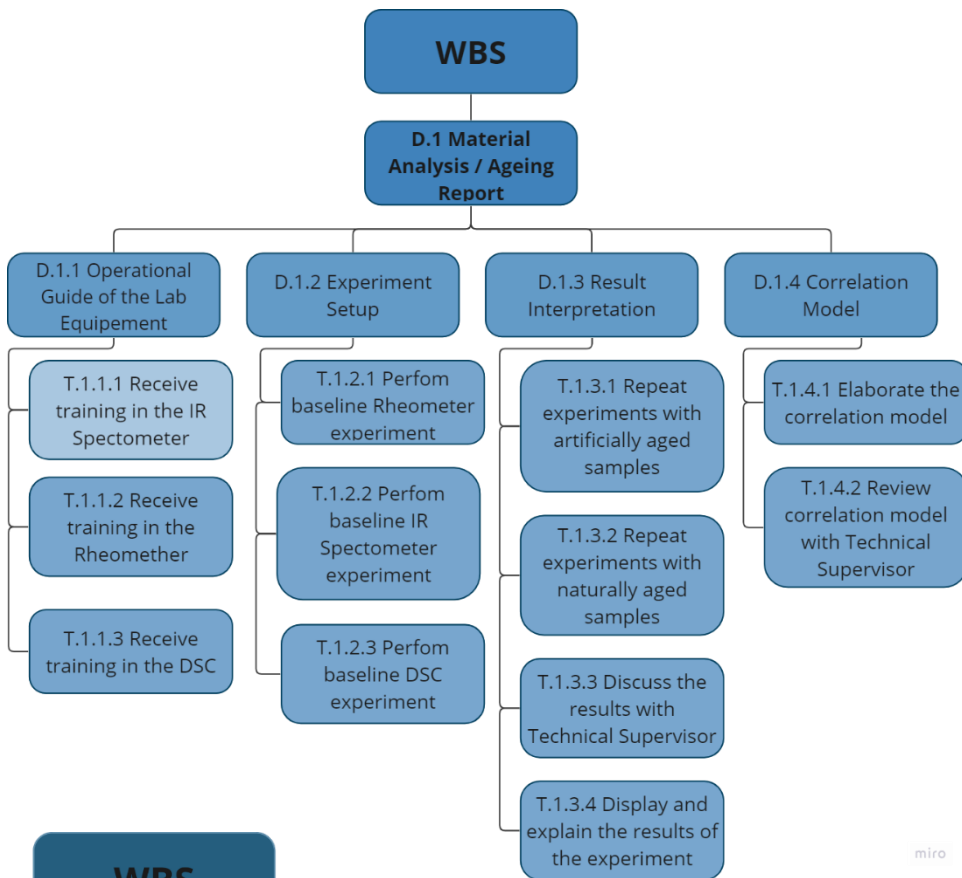 WBS
D.1 Material
Analysis / Ageing
Report
D.1.1 Operational
Guide of the Lab
Equipement
D.1.2 Experiment
Setup
D.1.3 Result
Interpretation
D.1.4 Correlation
Model
T.1.1.1 Receive
training in the IR
Spectometer
T.1.1.2 Receive
training in the
Rheomether
T.1.1.3 Receive
training in the DSC
T.1.2.1 Perfom
baseline Rheometer
experiment
T.1.2.2 Perfom
baseline IR
Spectometer
experiment
T.1.2.3 Perfom
baseline DSC
experiment
T.1.3.1 Repeat
experiments with
artificially aged
samples
T.1.3.2 Repeat
experiments with
naturally aged
samples
T.1.3.3 Discuss the
results with
Technical Supervisor
T.1.3.4 Display and
explain the results of
the experiment
T.1.4.1 Elaborate the
correlation model
T.1.4.2 Review
correlation model
with Technical
Supervisor
WBS
miro